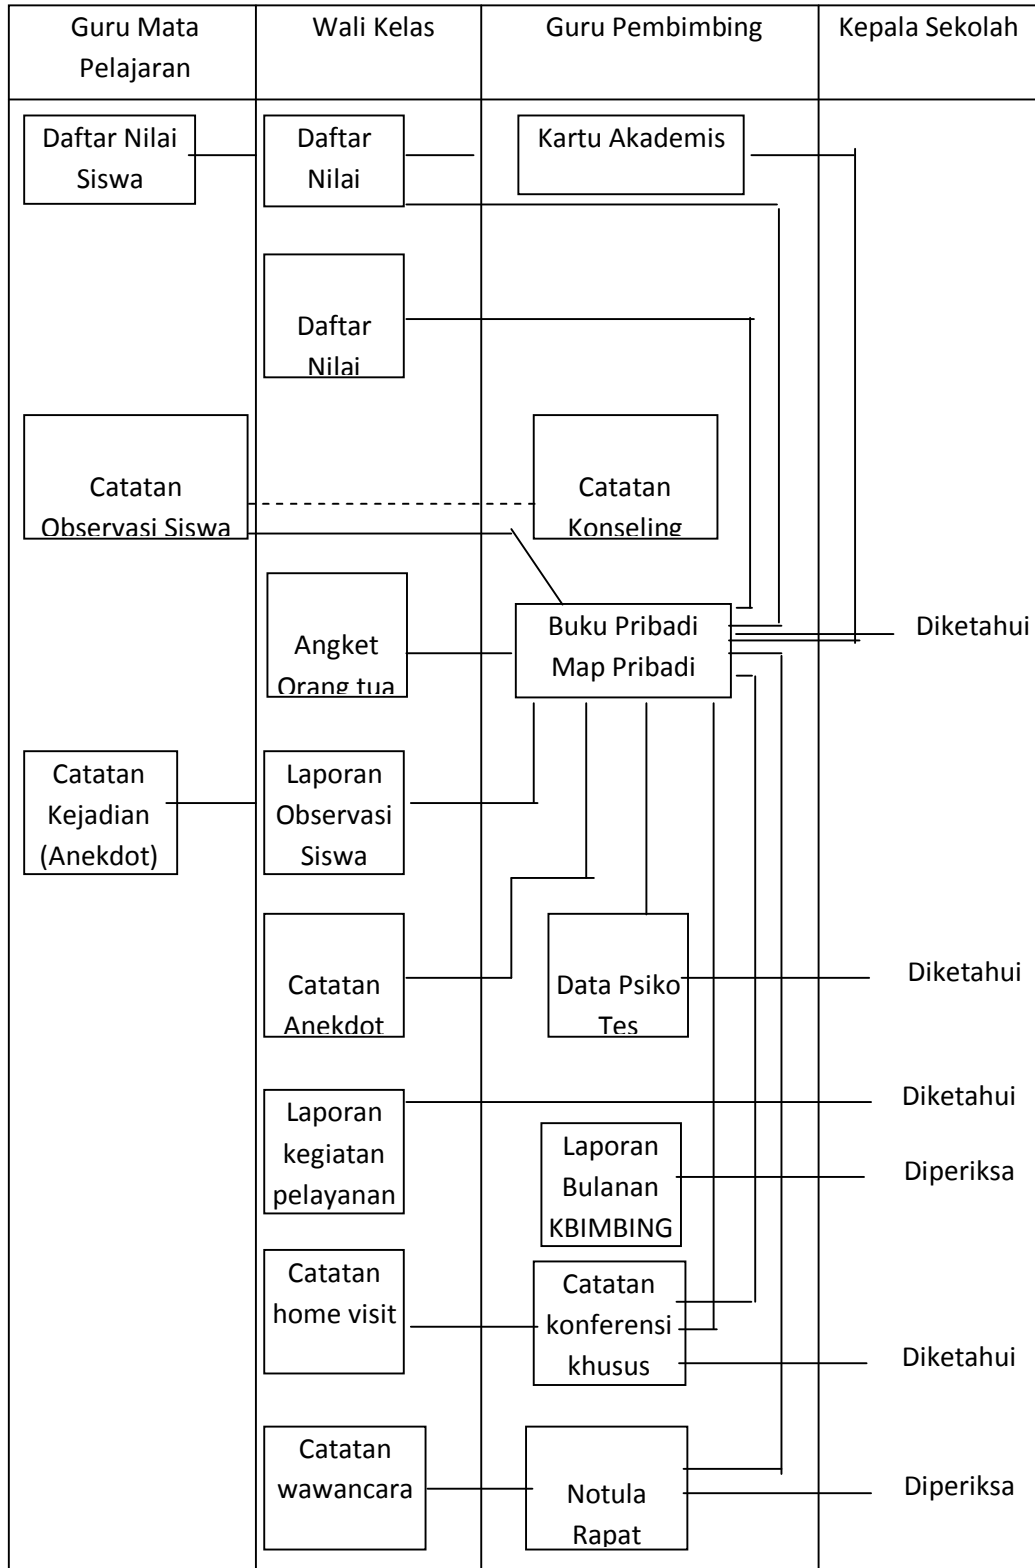 Guru Mata
Pelajaran
Wali Kelas
Guru Pembimbing
Kepala Sekolah
Daftar Nilai
Siswa
Daftar
Nilai
Kartu Akademis
Daftar
Nilai
Catatan
Observasi Siswa
Catatan
Konseling
Angket
Orang tua
Buku Pribadi
Map Pribadi
Diketahui
Catatan
Kejadian
(Anekdot)
Laporan
Observasi
Siswa
Catatan
Anekdot
Data Psiko
Tes
Diketahui
Laporan
kegiatan
pelayanan
Diketahui
Laporan
Bulanan
KBIMBING
Diperiksa
Catatan
home visit
Catatan
konferensi
khusus
Diketahui
Catatan
wawancara
Notula
Rapat
Diperiksa